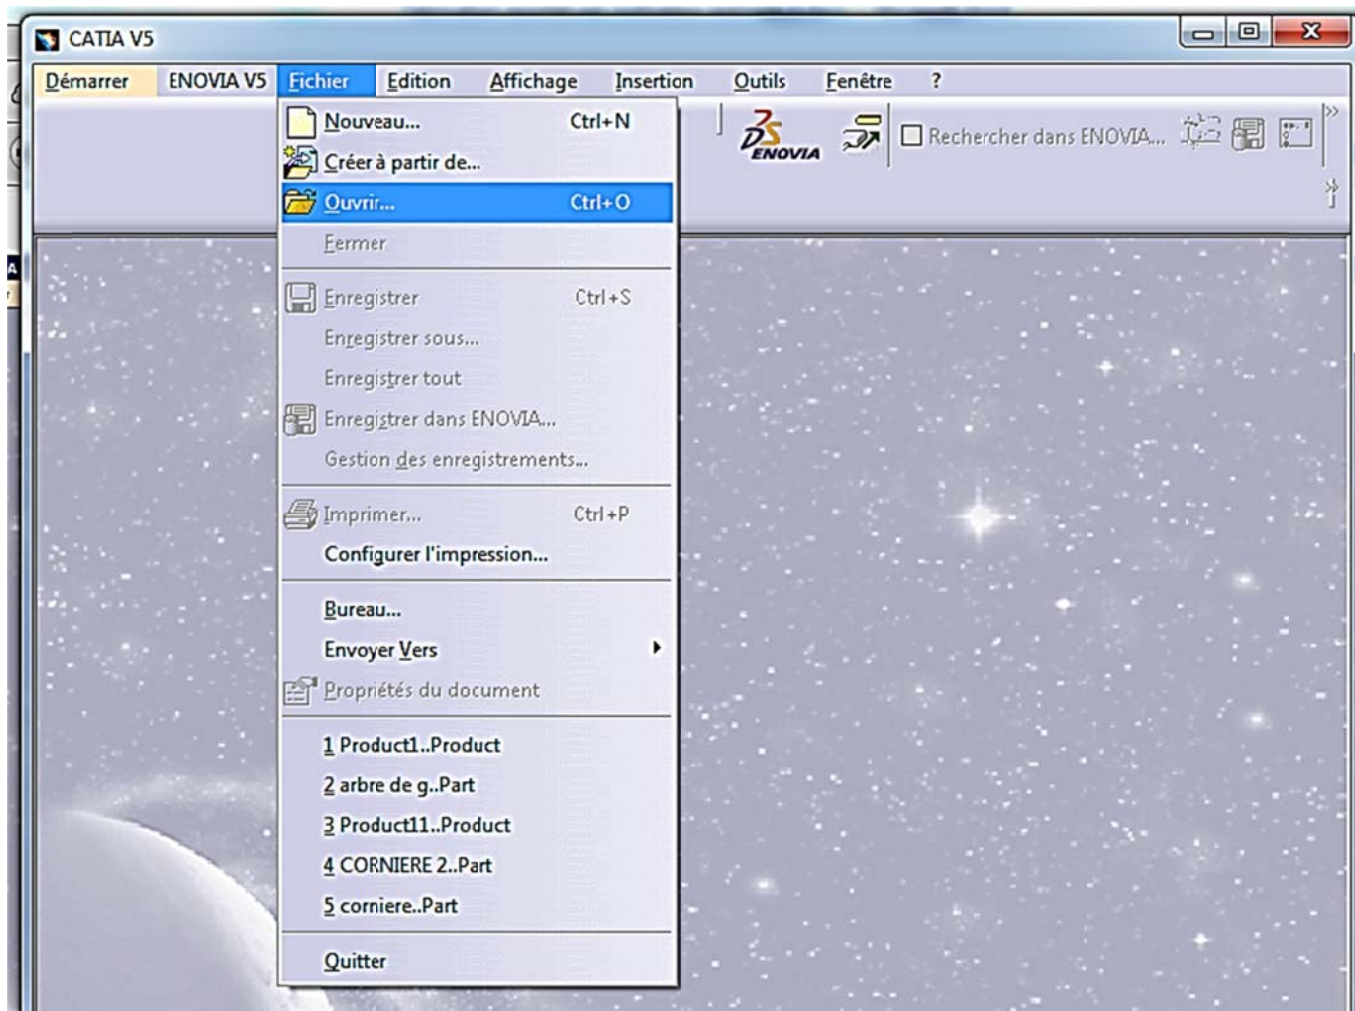 CATIA V5
Démarrer ENOVIA V5 Fichier Edition Affichage Insertion Outils Fenêtre ?
Nouveau... Ctrl+N
Créer à partir de...
Ouvrir... Ctrl+O
Fermer
Enregistrer Ctrl+S
Enregistrer sous...
Enregistrer tout
Enregistrer dans ENOVIA...
Gestion des enregistrements...
Imprimer... Ctrl+P
Configurer l'impression...
Bureau...
Envoyer Vers
Propriétés du document
1 Product1..Product
2 arbre de g..Part
3 Product11..Product
4 CORNIERE 2..Part
5 corniere..Part
Quitter
ENOVIA
Rechercher dans ENOVIA...